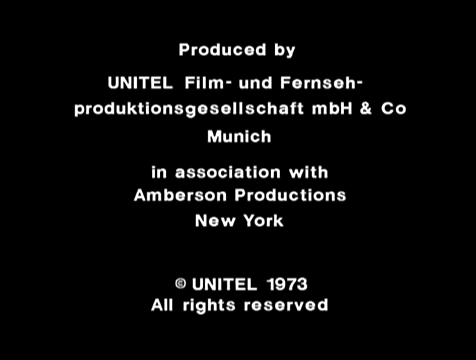 Produced by
UNITEL Film- und Fernseh-
produktionsgesellschaft mbH & Co
Munich
in association with
Amberson Productions
New York
© UNITEL 1973
All rights reserved